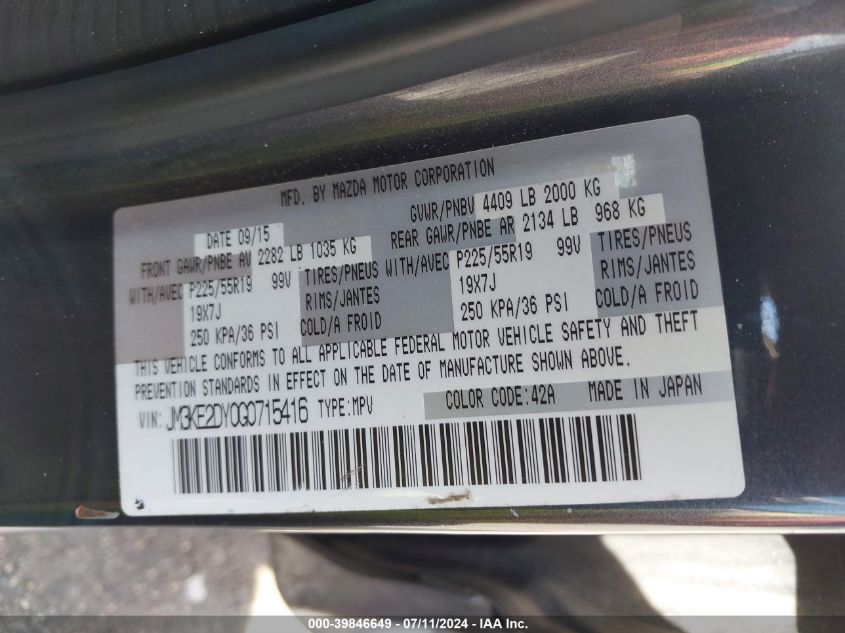 MFD. BY MAZDA MOTOR CORPORATION
DATE 09/15 GVWR/PNBV 4409 LB 2000 KG
FRONT GAWR/PNBE AV 2282 LB 1035 KG REAR GAWR/PNBE AR 2134 LB 968 KG
WITH/AVEC P225/55R19 99V TIRES/PNEUS WITH/AVEC P225/55R19 99V TIRES/PNEUS
19X7J RIMS/JANTES 19X7J RIMS/JANTES
250 KPA/36 PSI COLD/A FROID 250 KPA/36 PSI COLD/A FROID
THIS VEHICLE CONFORMS TO ALL APPLICABLE FEDERAL MOTOR VEHICLE SAFETY AND THEFT
PREVENTION STANDARDS IN EFFECT ON THE DATE OF MANUFACTURE SHOWN ABOVE.
VIN: JM3KE2DY0G0715416 TYPE:MPV COLOR CODE:42A MADE IN JAPAN
000-39846649 - 07/11/2024 - IAA Inc.